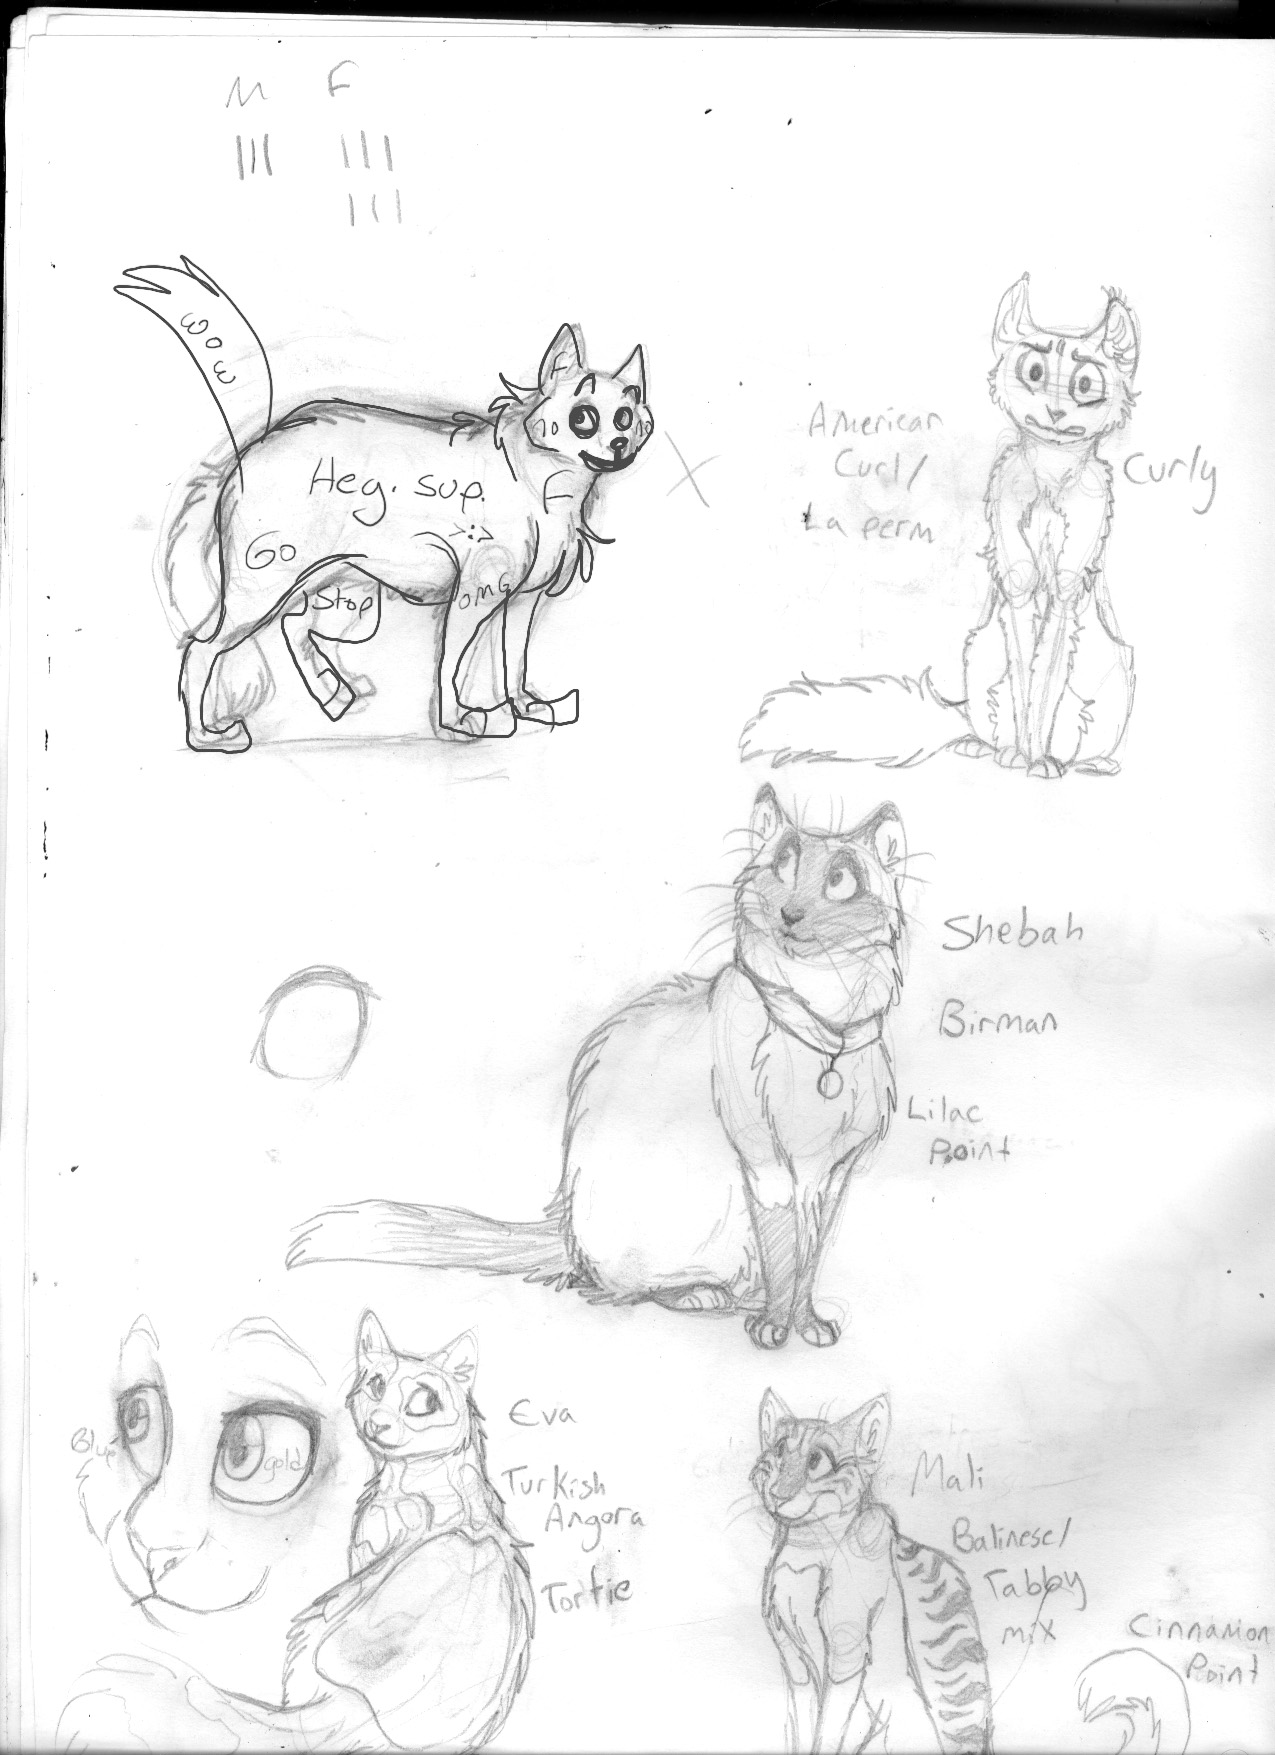 M F
wow
F
no
no
Heg. sup.
F
>:>
Go
Stop
OMG
X
American
Curl/
La perm
Curly
Shebah
Birman
Lilac
Point
Blue
gold
Eva
Turkish
Angora
Tortie
Mali
Balinese/
Tabby
mix
Cinnamon
Point